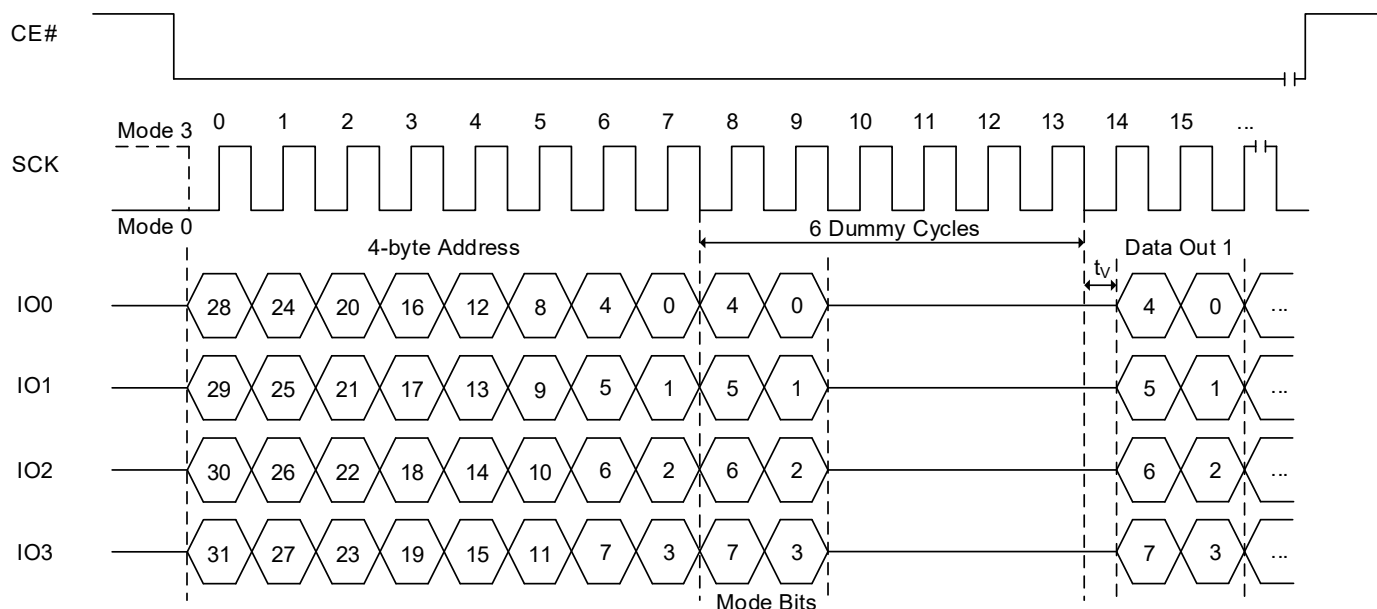 CE#
0 1 2 3 4 5 6 7 8 9 10 11 12 13 14 15 ...
Mode 3
SCK
Mode 0
6 Dummy Cycles
4-byte Address
Data Out 1
tV
IO0 28 24 20 16 12 8 4 0 4 0 4 0 ...
IO1 29 25 21 17 13 9 5 1 5 1 5 1 ...
IO2 30 26 22 18 14 10 6 2 6 2 6 2 ...
IO3 31 27 23 19 15 11 7 3 7 3 7 3 ...
Mode Bits